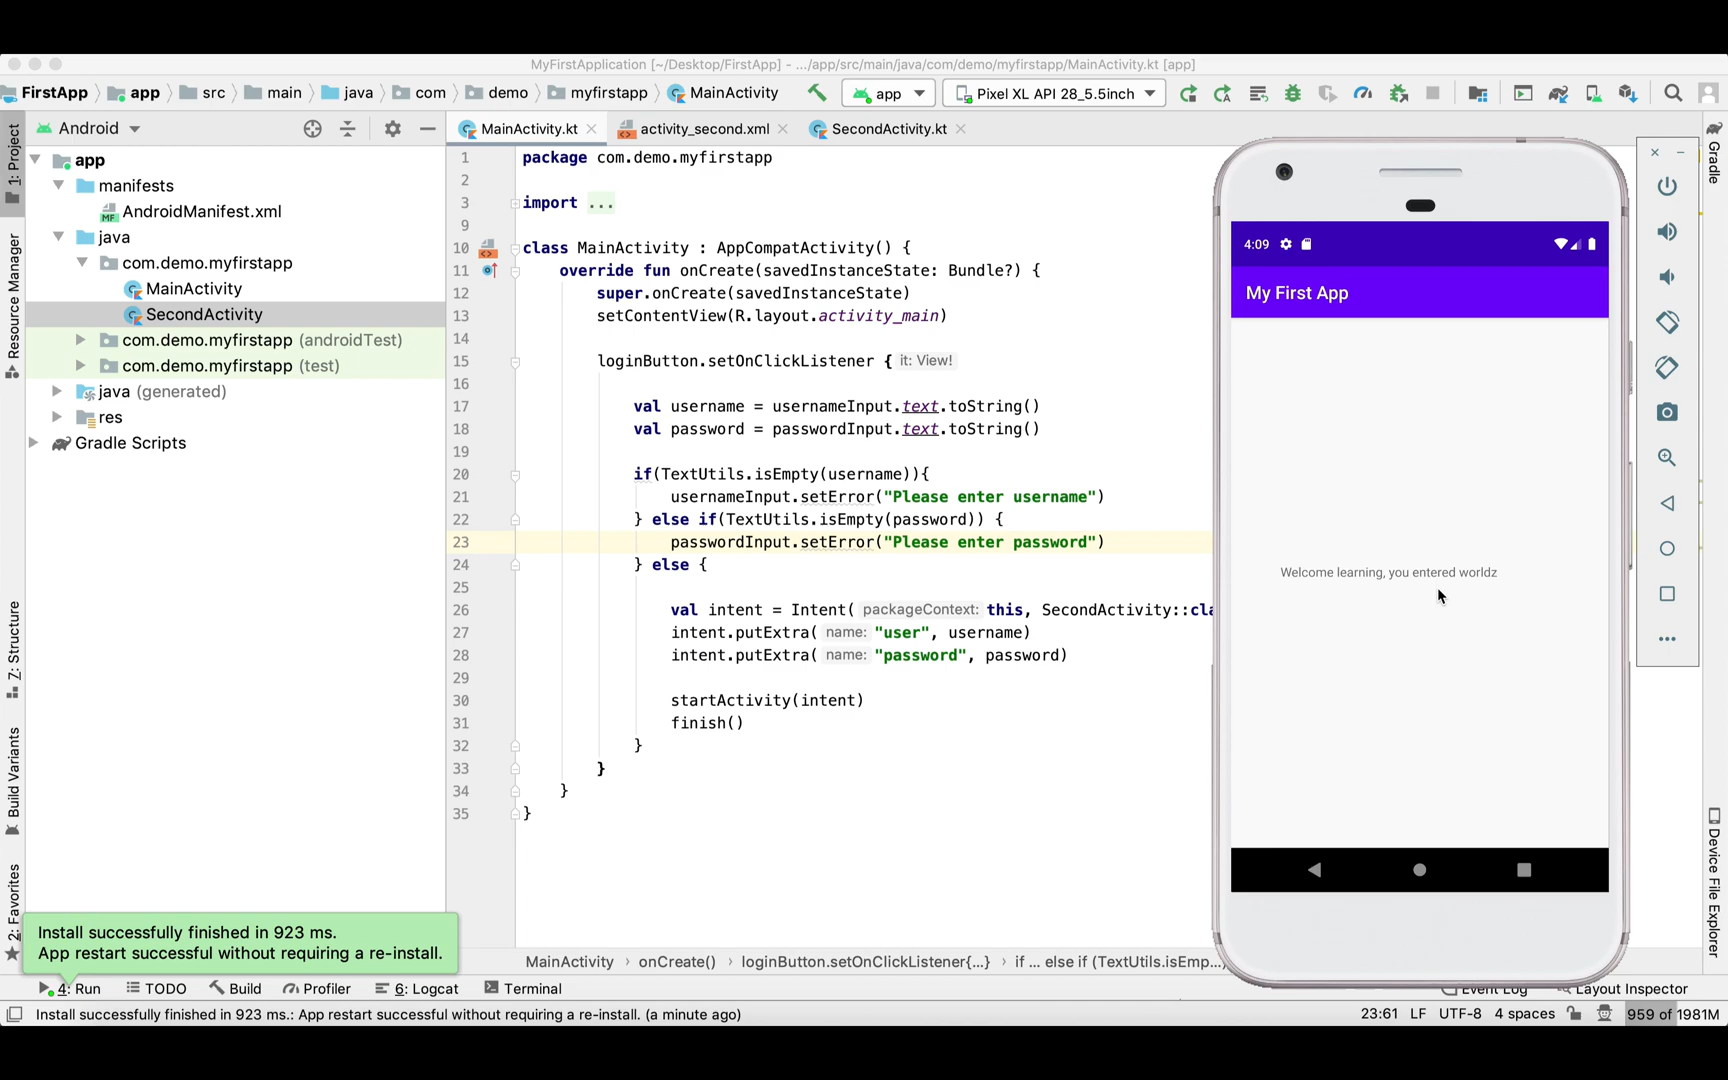 MyFirstApplication [~/Desktop/FirstApp] - .../app/src/main/java/com/demo/myfirstapp/MainActivity.kt [app]
FirstApp app src main java com demo myfirstapp MainActivity app Pixel XL API 28_5.5inch
Android
MainActivity.kt activity_second.xml SecondActivity.kt
1: Project
Resource Manager
7: Structure
Build Variants
2: Favorites
app
manifests
AndroidManifest.xml
java
com.demo.myfirstapp
MainActivity
SecondActivity
com.demo.myfirstapp (androidTest)
com.demo.myfirstapp (test)
java (generated)
res
Gradle Scripts
1 package com.demo.myfirstapp
2
3 import ...
9
10 class MainActivity : AppCompatActivity() {
11 override fun onCreate(savedInstanceState: Bundle?) {
12 super.onCreate(savedInstanceState)
13 setContentView(R.layout.activity_main)
14
15 loginButton.setOnClickListener { it: View!
16
17 val username = usernameInput.text.toString()
18 val password = passwordInput.text.toString()
19
20 if(TextUtils.isEmpty(username)){
21 usernameInput.setError("Please enter username")
22 } else if(TextUtils.isEmpty(password)) {
23 passwordInput.setError("Please enter password")
24 } else {
25
26 val intent = Intent( packageContext: this, SecondActivity::cla
27 intent.putExtra( name: "user", username)
28 intent.putExtra( name: "password", password)
29
30 startActivity(intent)
31 finish()
32 }
33 }
34 }
35 }
4:09
My First App
Welcome learning, you entered worldz
Gradle
Device File Explorer
Install successfully finished in 923 ms.
App restart successful without requiring a re-install.
MainActivity › onCreate() › loginButton.setOnClickListener{...} › if ... else if (TextUtils.isEmp...
4: Run TODO Build Profiler 6: Logcat Terminal Event Log Layout Inspector
Install successfully finished in 923 ms.: App restart successful without requiring a re-install. (a minute ago) 23:61 LF UTF-8 4 spaces 959 of 1981M